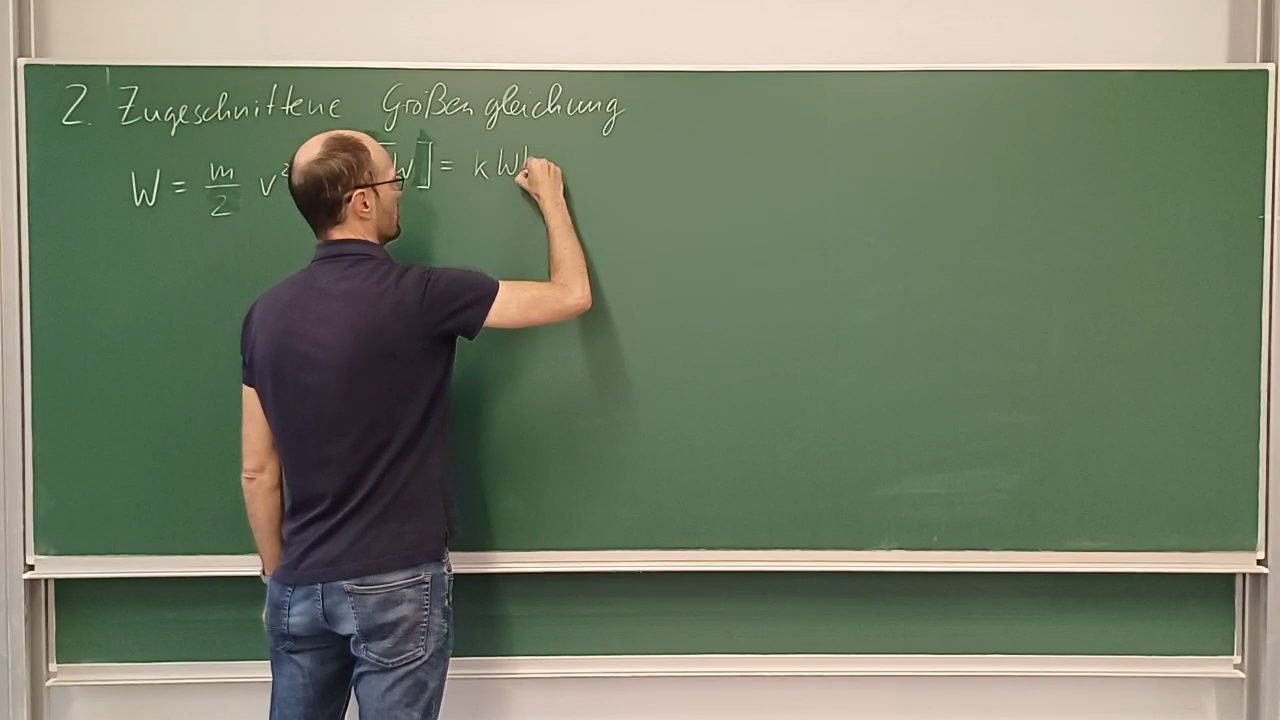 2. Zugeschnittene Größengleichung
W = m/2 v² [W] = kW